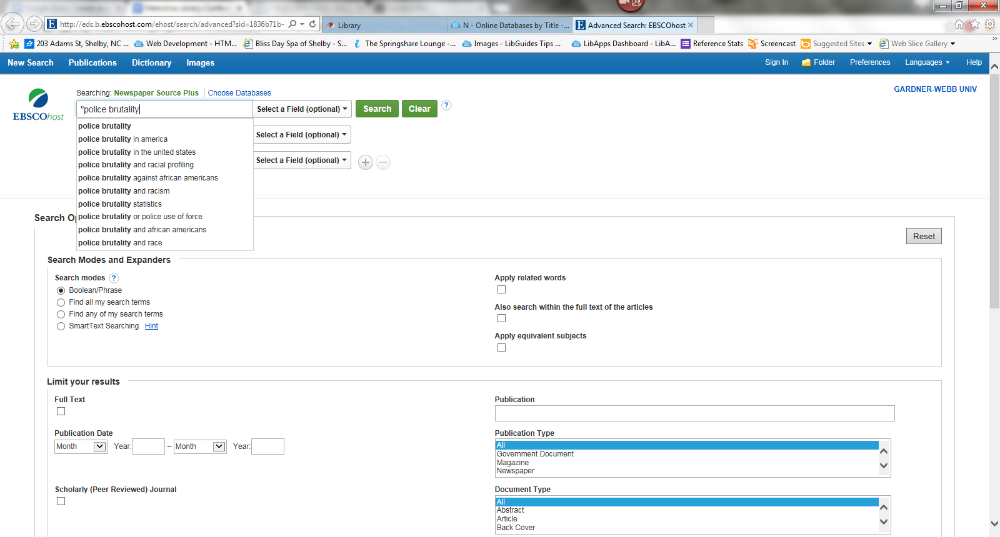 http://eds.b.ebscohost.com/ehost/search/advanced?sid=1836b71b-
Library
N - Online Databases by Title -...
Advanced Search: EBSCOhost
203 Adams St, Shelby, NC ...
Web Development - HTM...
Bliss Day Spa of Shelby - S...
The Springshare Lounge -...
Images - LibGuides Tips ...
LibApps Dashboard - LibA...
Reference Stats
Screencast
Suggested Sites
Web Slice Gallery
New Search
Publications
Dictionary
Images
Sign In
Folder
Preferences
Languages
Help
Searching: Newspaper Source Plus
Choose Databases
GARDNER-WEBB UNIV
EBSCOhost
"police brutality
Select a Field (optional)
Search
Clear
?
police brutality
police brutality in america
Select a Field (optional)
police brutality in the united states
police brutality and racial profiling
Select a Field (optional)
police brutality against african americans
police brutality and racism
police brutality statistics
police brutality or police use of force
police brutality and african americans
police brutality and race
Search Op
Reset
Search Modes and Expanders
Search modes ?
Boolean/Phrase
Find all my search terms
Find any of my search terms
SmartText Searching Hint
Apply related words
Also search within the full text of the articles
Apply equivalent subjects
Limit your results
Full Text
Publication
Publication Date
Month Year: – Month Year:
Publication Type
All
Government Document
Magazine
Newspaper
Scholarly (Peer Reviewed) Journal
Document Type
All
Abstract
Article
Back Cover